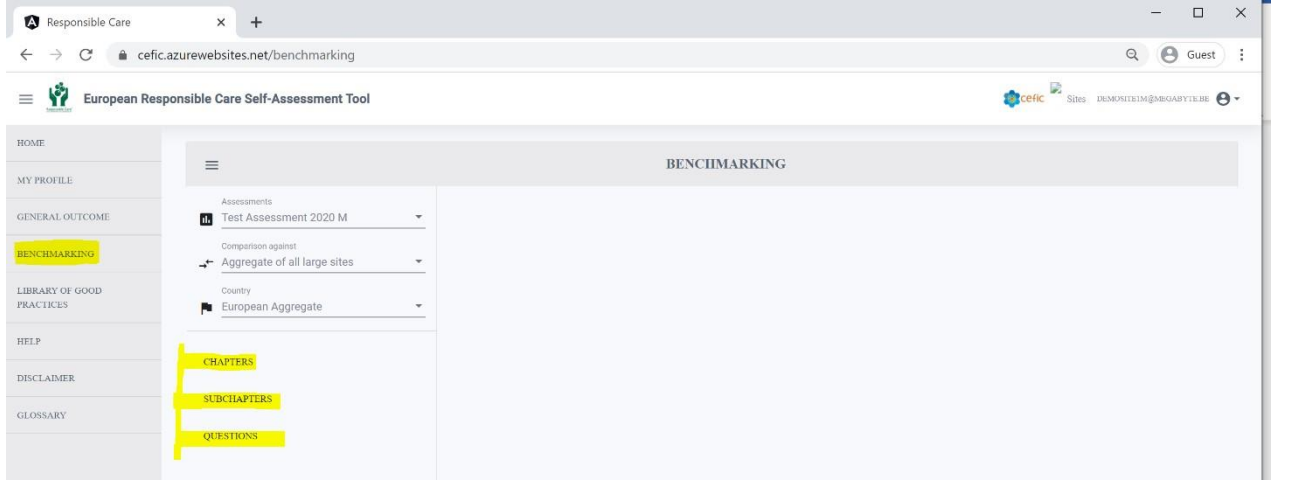 Responsible Care
cefic.azurewebsites.net/benchmarking
Guest
European Responsible Care Self-Assessment Tool
cefic
Sites
DEMOSITE1M@MEGABYTE.BE
HOME
MY PROFILE
GENERAL OUTCOME
BENCHMARKING
LIBRARY OF GOOD
PRACTICES
HELP
DISCLAIMER
GLOSSARY
BENCHMARKING
Assessments
Test Assessment 2020 M
Comparison against
Aggregate of all large sites
Country
European Aggregate
CHAPTERS
SUBCHAPTERS
QUESTIONS